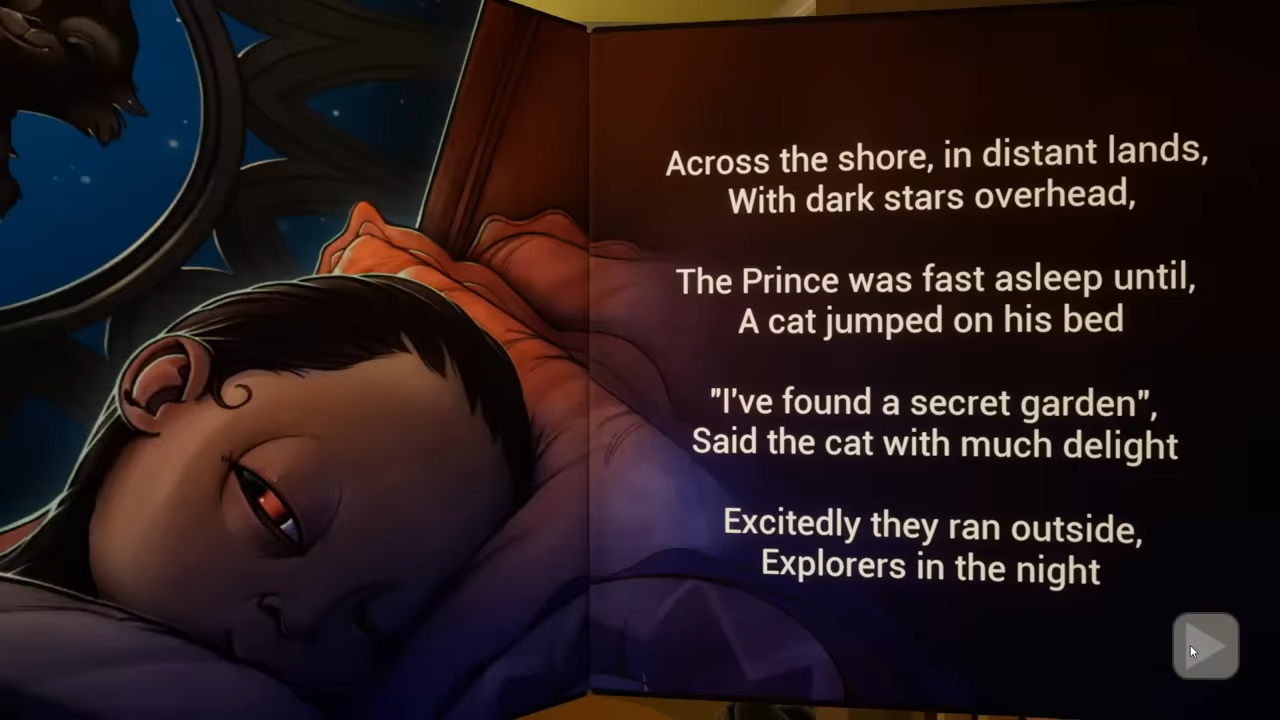 Across the shore, in distant lands,
With dark stars overhead,
The Prince was fast asleep until,
A cat jumped on his bed
"I've found a secret garden",
Said the cat with much delight
Excitedly they ran outside,
Explorers in the night